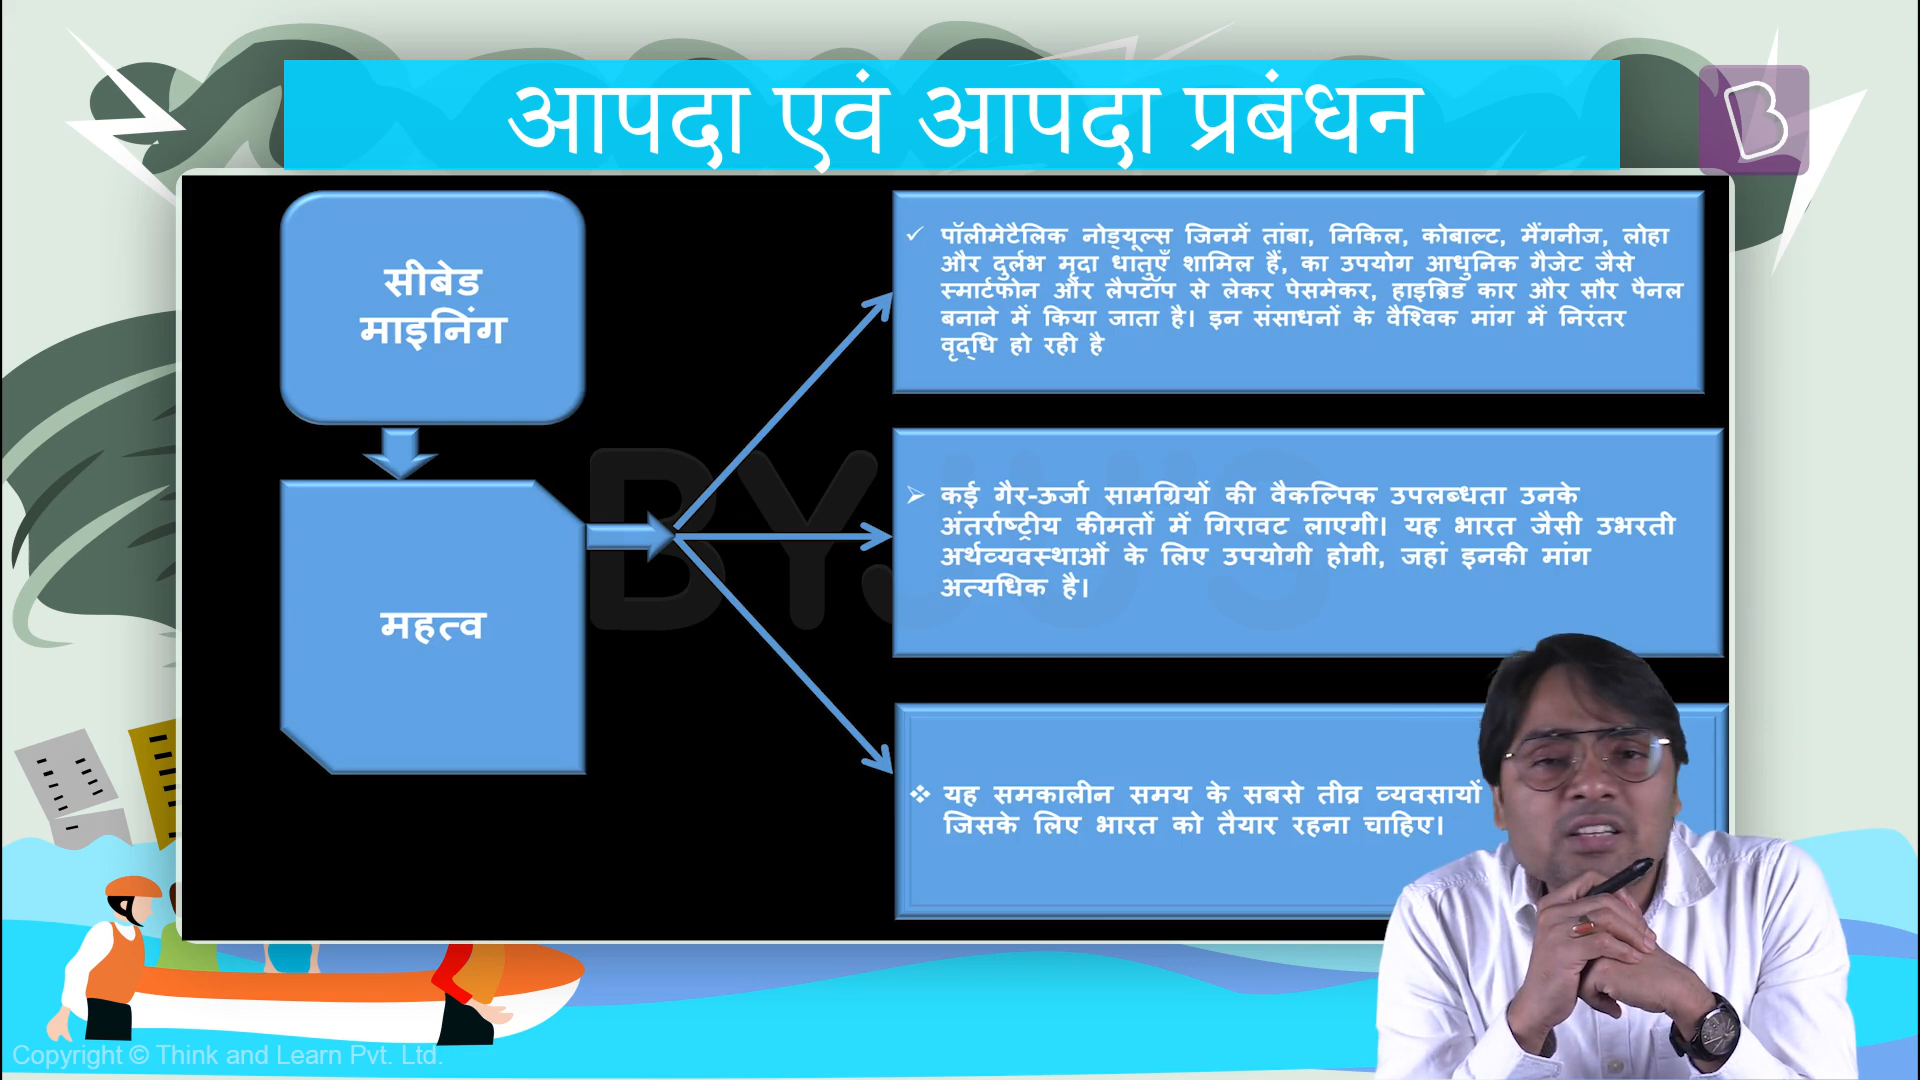 आपदा एवं आपदा प्रबंधन
सीबेड
माइनिंग
महत्व
पॉलीमेटैलिक नोड्यूल्स जिनमें तांबा, निकिल, कोबाल्ट, मैंगनीज, लोहा
और दुर्लभ मृदा धातुएँ शामिल हैं, का उपयोग आधुनिक गैजेट जैसे
स्मार्टफोन और लैपटॉप से लेकर पेसमेकर, हाइब्रिड कार और सौर पैनल
बनाने में किया जाता है। इन संसाधनों के वैश्विक मांग में निरंतर
वृद्धि हो रही है
कई गैर-ऊर्जा सामग्रियों की वैकल्पिक उपलब्धता उनके
अंतर्राष्ट्रीय कीमतों में गिरावट लाएगी। यह भारत जैसी उभरती
अर्थव्यवस्थाओं के लिए उपयोगी होगी, जहां इनकी मांग
अत्यधिक है।
यह समकालीन समय के सबसे तीव्र व्यवसायों
जिसके लिए भारत को तैयार रहना चाहिए।
BYJU'S
Copyright © Think and Learn Pvt. Ltd.